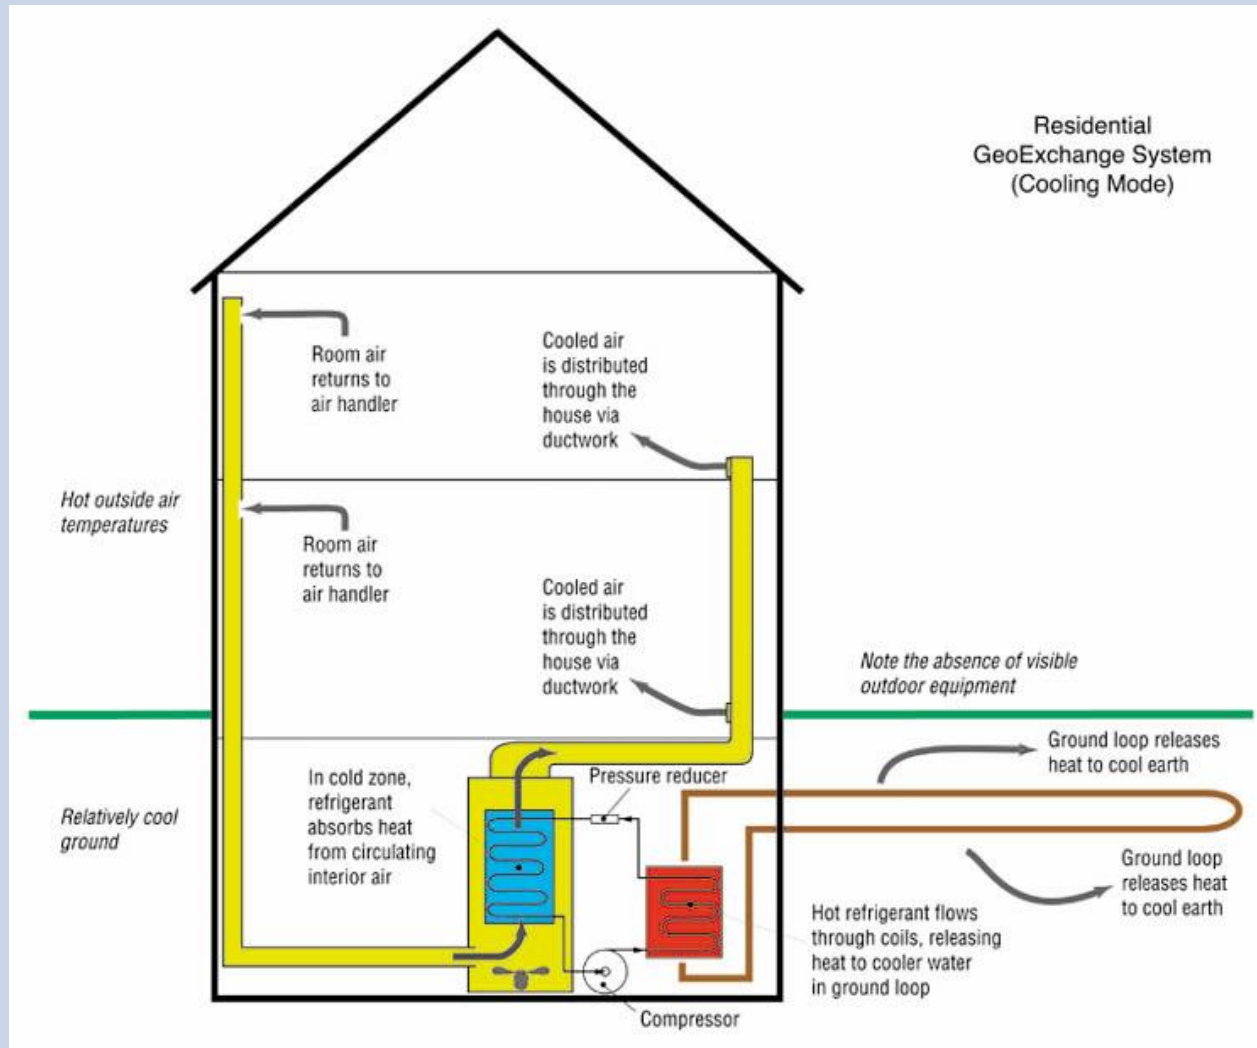 Residential
GeoExchange System
(Cooling Mode)
Room air
returns to
air handler
Cooled air
is distributed
through the
house via
ductwork
Hot outside air
temperatures
Room air
returns to
air handler
Cooled air
is distributed
through the
house via
ductwork
Note the absence of visible
outdoor equipment
Ground loop releases
heat to cool earth
In cold zone,
refrigerant
absorbs heat
from circulating
interior air
Pressure reducer
Relatively cool
ground
Ground loop
releases heat
to cool earth
Hot refrigerant flows
through coils, releasing
heat to cooler water
in ground loop
Compressor